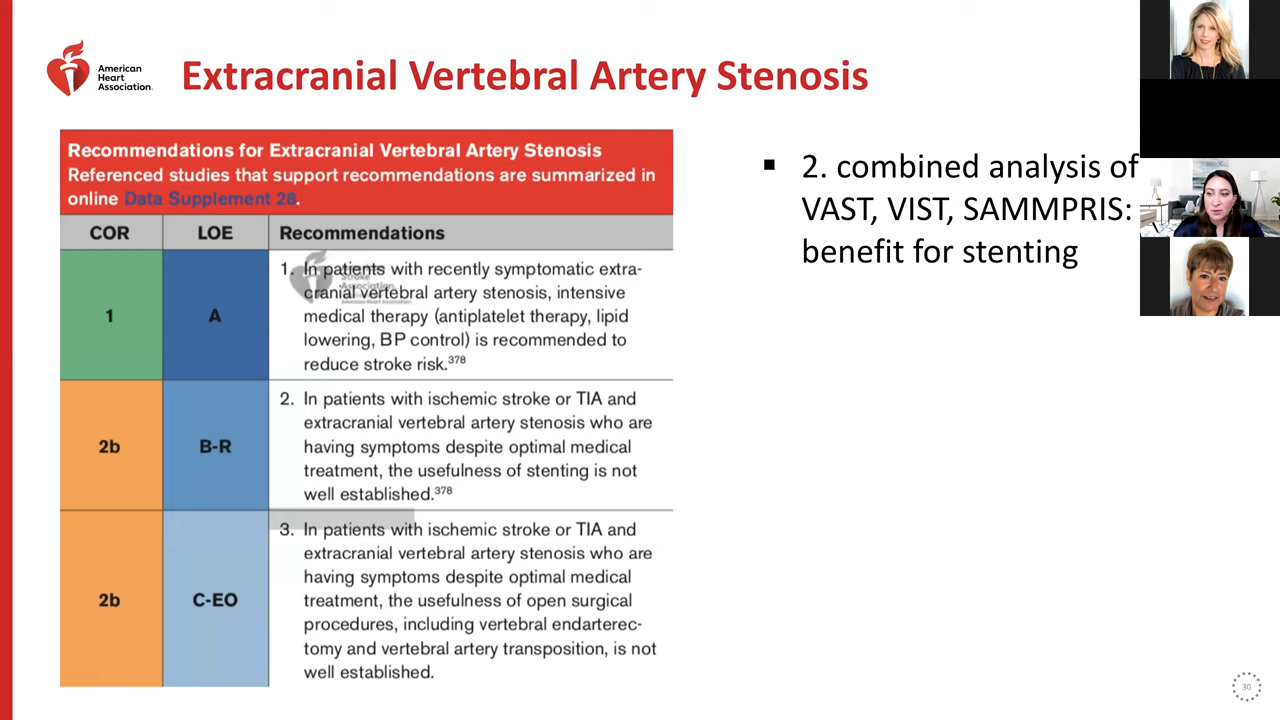 American
Heart
Association.
Extracranial Vertebral Artery Stenosis
Recommendations for Extracranial Vertebral Artery Stenosis
Referenced studies that support recommendations are summarized in
online Data Supplement 28.
COR LOE Recommendations
1 A
1. In patients with recently symptomatic extra-
cranial vertebral artery stenosis, intensive
medical therapy (antiplatelet therapy, lipid
lowering, BP control) is recommended to
reduce stroke risk.378
2b B-R
2. In patients with ischemic stroke or TIA and
extracranial vertebral artery stenosis who are
having symptoms despite optimal medical
treatment, the usefulness of stenting is not
well established.378
2b C-EO
3. In patients with ischemic stroke or TIA and
extracranial vertebral artery stenosis who are
having symptoms despite optimal medical
treatment, the usefulness of open surgical
procedures, including vertebral endarterec-
tomy and vertebral artery transposition, is not
well established.
▪ 2. combined analysis of
VAST, VIST, SAMMPRIS:
benefit for stenting
30